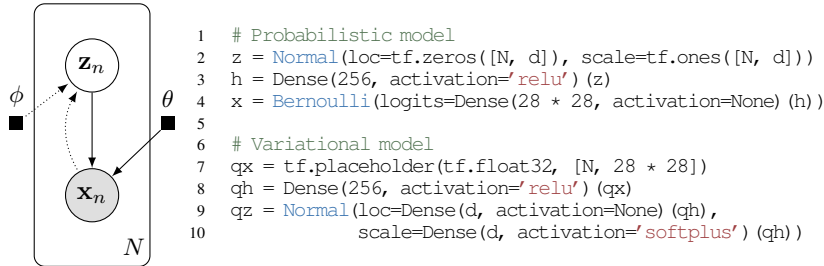 z_n
ϕ
θ
x_n
N
1 # Probabilistic model
2 z = Normal(loc=tf.zeros([N, d]), scale=tf.ones([N, d]))
3 h = Dense(256, activation='relu')(z)
4 x = Bernoulli(logits=Dense(28 * 28, activation=None)(h))
5
6 # Variational model
7 qx = tf.placeholder(tf.float32, [N, 28 * 28])
8 qh = Dense(256, activation='relu')(qx)
9 qz = Normal(loc=Dense(d, activation=None)(qh),
10 scale=Dense(d, activation='softplus')(qh))